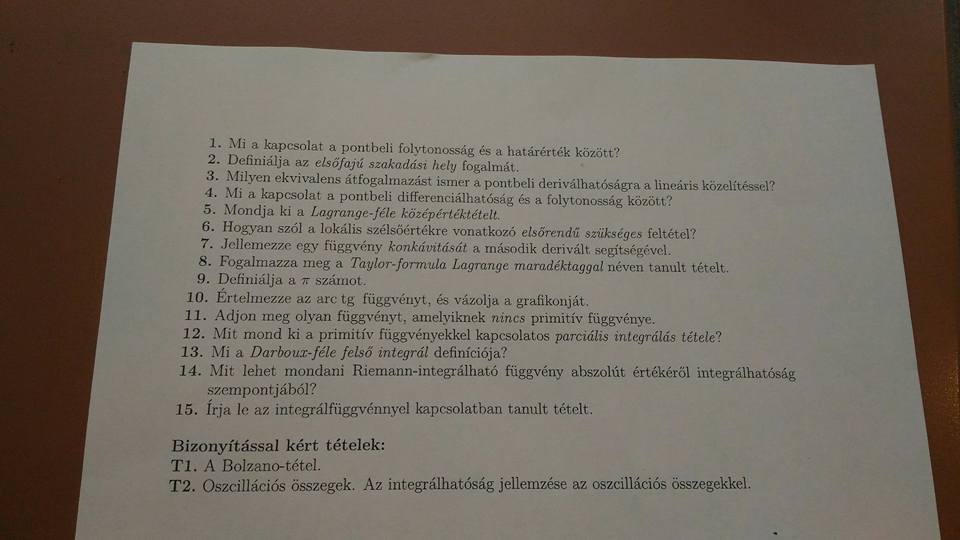 1. Mi a kapcsolat a pontbeli folytonosság és a határérték között?
2. Definiálja az elsőfajú szakadási hely fogalmát.
3. Milyen ekvivalens átfogalmazást ismer a pontbeli deriválhatóságra a lineáris közelítéssel?
4. Mi a kapcsolat a pontbeli differenciálhatóság és a folytonosság között?
5. Mondja ki a Lagrange-féle középértéktételt.
6. Hogyan szól a lokális szélsőértékre vonatkozó elsőrendű szükséges feltétel?
7. Jellemezze egy függvény konkávitását a második derivált segítségével.
8. Fogalmazza meg a Taylor-formula Lagrange maradéktaggal néven tanult tételt.
9. Definiálja a π számot.
10. Értelmezze az arc tg függvényt, és vázolja a grafikonját.
11. Adjon meg olyan függvényt, amelyiknek nincs primitív függvénye.
12. Mit mond ki a primitív függvényekkel kapcsolatos parciális integrálás tétele?
13. Mi a Darboux-féle felső integrál definíciója?
14. Mit lehet mondani Riemann-integrálható függvény abszolút értékéről integrálhatóság
szempontjából?
15. Írja le az integrálfüggvénnyel kapcsolatban tanult tételt.
Bizonyítással kért tételek:
T1. A Bolzano-tétel.
T2. Oszcillációs összegek. Az integrálhatóság jellemzése az oszcillációs összegekkel.